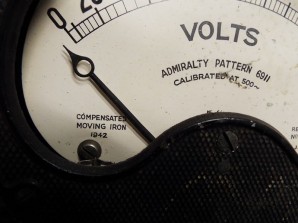 0
VOLTS
ADMIRALTY PATTERN 6911
CALIBRATED AT 500~
COMPENSATED
MOVING IRON
1942